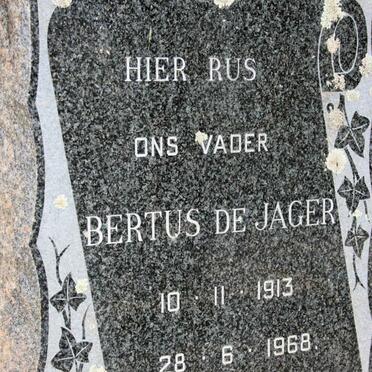 HIER RUS
ONS VADER
BERTUS DE JAGER
10 · 11 · 1913
28 · 6 · 1968.